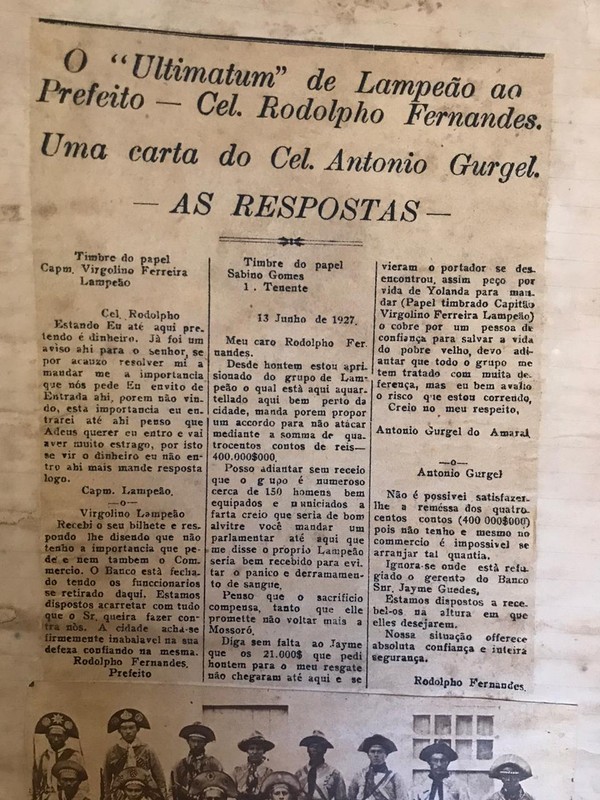 O "Ultimatum" de Lampeão ao
Prefeito — Cel. Rodolpho Fernandes.
Uma carta do Cel. Antonio Gurgel.
— AS RESPOSTAS —
Timbre do papel
Capm. Virgolino Ferreira
Lampeão
Cel. Rodolpho
Estando Eu até aqui pre-
tendo é dinheiro. Já foi um
aviso ahi para o senhor, se
por acauzo resolver mi a
mandar me a importancia
que nós pede Eu envito de
Entrada ahi, porem não vin-
do, esta importancia eu en-
trarei até ahi penso que
Adeus querer eu entro e vai
aver muito estrago, por isto
se vir o dinheiro eu não en-
tro ahi mais mande resposta
logo.
Capm. Lampeão.
—o—
Virgolino Lampeão
Recebi o seu bilhete e res-
pondo lhe disendo que não
tenho a importancia que pe-
de e nem tambem o Com-
mercio. O Banco está fecha-
do tendo os funccionarios
se retirado daqui. Estamos
dispostos acarretar com tudo
que o Sr. queira fazer con-
tra nós. A cidade acha-se
firmemente inabalavel na sua
defeza confiando na mesma.
Rodolpho Fernandes.
Prefeito
Timbre do papel
Sabino Gomes
1 . Tenente
13 Junho de 1927.
Meu caro Rodolpho Fer
nandes.
Desde hontem estou apri-
sionado do grupo de Lam-
peão o qual está aqui aquar-
tellado aqui bem perto da
cidade, manda porem propor
um accordo para não atacar
mediante a somma de qua-
trocentos contos de reis—
400.000$000.
Posso adiantar sem receio
que o g upo é numeroso
cerca de 150 homens bem
equipados e municiados a
farta creio que seria de bom
alvitre você mandar um
parlamentar até aqui que
me disse o proprio Lampeão
seria bem recebido para evi-
tar o panico e derramamen-
to de sangue.
Penso que o sacrificio
compensa, tanto que elle
promette não voltar mais a
Mossoró.
Diga sem falta ao Jayme
que os 21.000$ que pedi
hontem para o meu resgate
não chegaram até aqui e se
vieram o portador se des-
encontrou, assim peço por
vida de Yolanda para man-
dar (Papel timbrado Capitão
Virgolino Ferreira Lampeão)
o cobre por um pessoa de
confiança para salvar a vida
do pobre velho, devo adi-
antar que todo o grupo me
tem tratado com muita de-
ferença, mas eu bem avalio
o risco que estou correndo,
Creio no meu respeito,
Antonio Gurgel do Amaral
—o—
Antonio Gurgel
Não é possivel satisfazer-
lhe a reméssa dos quatro-
centos contos (400 000$000)
pois não tenho e mesmo no
commercio é impossivel se
arranjar tal quantia.
Ignora-se onde está refu-
giado o gerente do Banco
Snr. Jayme Guedes,
Estamos dispostos a rece-
bel-os na altura em que
elles desejarem.
Nossa situação offerece
absoluta confiança e inteira
segurança.
Rodolpho Fernandes.